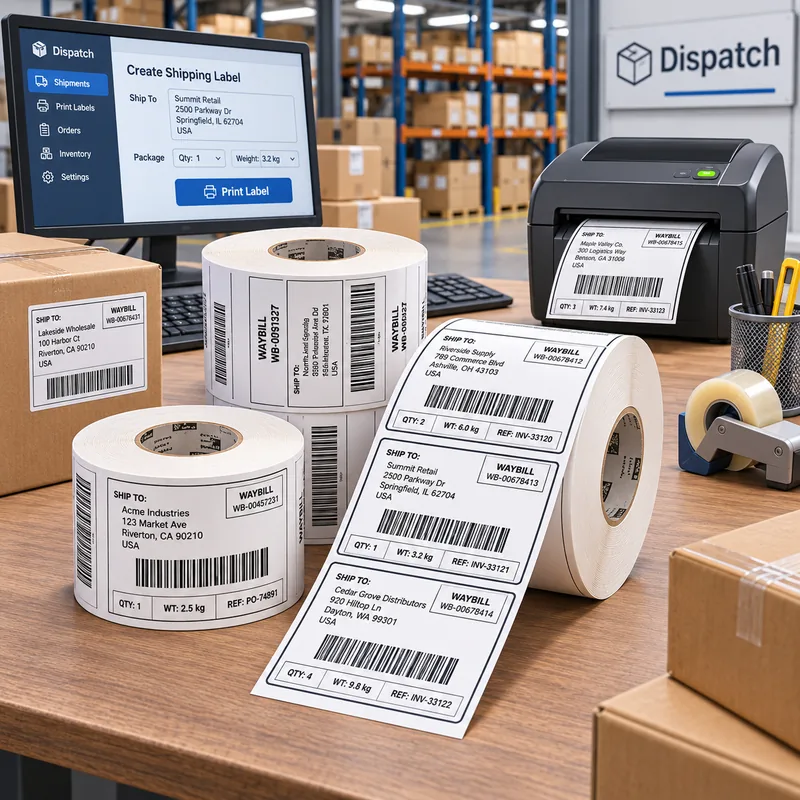 Dispatch
Shipments
Print Labels
Orders
Inventory
Settings
Create Shipping Label
Ship To
Summit Retail
2500 Parkway Dr
Springfield, IL 62704
USA
Package
Qty: 1
Weight: 3.2 kg
Print Label
Dispatch
SHIP TO:
Maple Valley Co.
300 Logistics Way
Benson, GA 31006
USA
WAYBILL
WB-00678415
QTY: 3
WT: 7.4 kg
REF: INV-33123
SHIP TO:
Lakeside Wholesale
100 Harbor Ct
Riverton, CA 90210
USA
WAYBILL
WB-00678431
WAYBILL
WB-0091327
SHIP TO:
USA
WAYBILL
SHIP TO:
Riverside Supply
789 Commerce Blvd
Ashville, OH 43103
USA
WAYBILL
WB-00678412
QTY: 2
WT: 6.0 kg
REF: INV-33120
SHIP TO:
Summit Retail
2500 Parkway Dr
Springfield, IL 62704
USA
WAYBILL
WB-00678413
QTY: 1
WT: 3.2 kg
REF: INV-33121
SHIP TO:
Cedar Grove Distributors
920 Hilltop Ln
Dayton, WA 99301
USA
WAYBILL
WB-00678414
QTY: 4
WT: 9.8 kg
REF: INV-33122
SHIP TO:
Acme Industries
123 Market Ave
Riverton, CA 90210
USA
WAYBILL
WB-00457231
QTY: 1
WT: 2.5 kg
REF: PO-74891